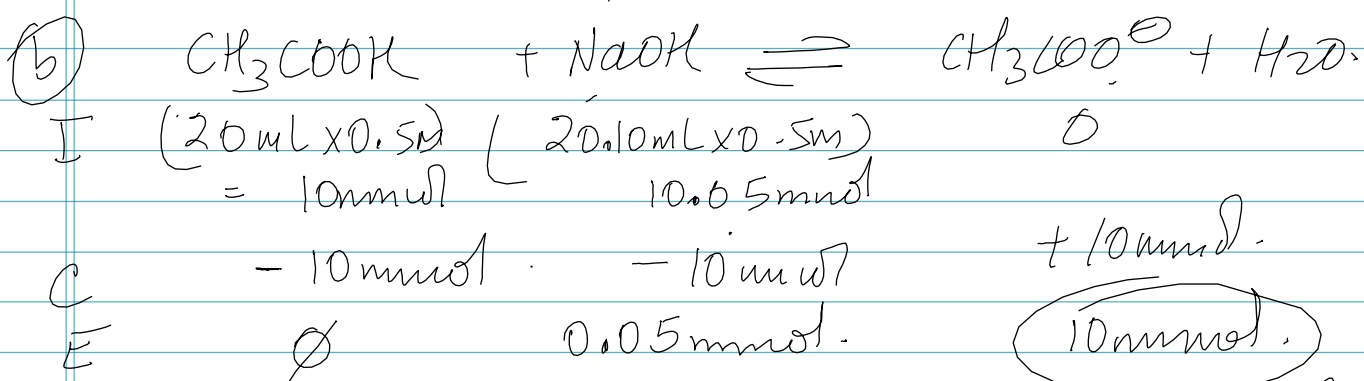 (b) CH3COOH + NaOH ⇌ CH3COO⊖ + H2O.
I (20mL x 0.5M) (20.10mL x 0.5M) 0
= 10mmol 10.05mmol
C - 10mmol - 10mmol + 10mmol.
E ∅ 0.05mmol. 10mmol.